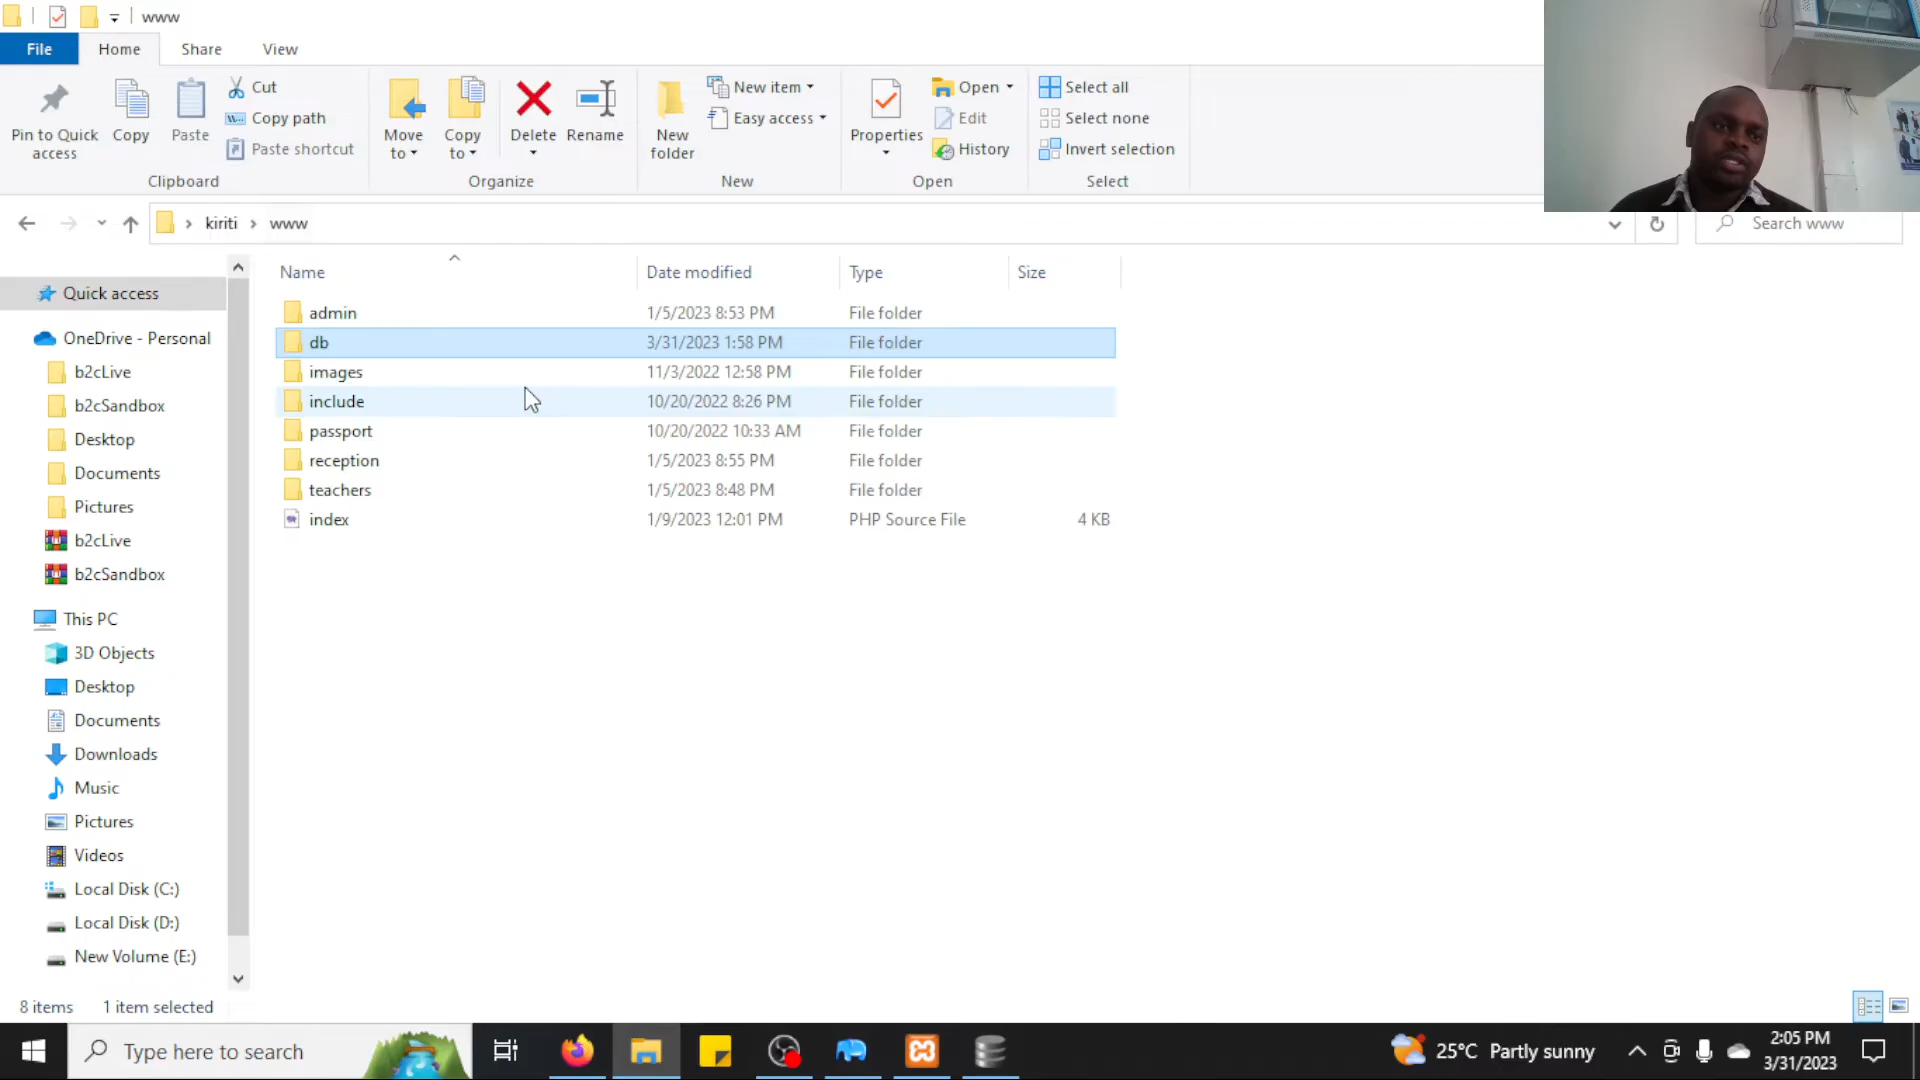 www
File Home Share View
Pin to Quick access
Copy
Paste
Cut
Copy path
Paste shortcut
Clipboard
Move to
Copy to
Delete
Rename
Organize
New folder
New item
Easy access
New
Properties
Open
Edit
History
Open
Select all
Select none
Invert selection
Select
kiriti www
Search www
Quick access
OneDrive - Personal
b2cLive
b2cSandbox
Desktop
Documents
Pictures
b2cLive
b2cSandbox
This PC
3D Objects
Desktop
Documents
Downloads
Music
Pictures
Videos
Local Disk (C:)
Local Disk (D:)
New Volume (E:)
Name Date modified Type Size
admin 1/5/2023 8:53 PM File folder
db 3/31/2023 1:58 PM File folder
images 11/3/2022 12:58 PM File folder
include 10/20/2022 8:26 PM File folder
passport 10/20/2022 10:33 AM File folder
reception 1/5/2023 8:55 PM File folder
teachers 1/5/2023 8:48 PM File folder
index 1/9/2023 12:01 PM PHP Source File 4 KB
8 items 1 item selected
Type here to search
25°C Partly sunny
2:05 PM
3/31/2023